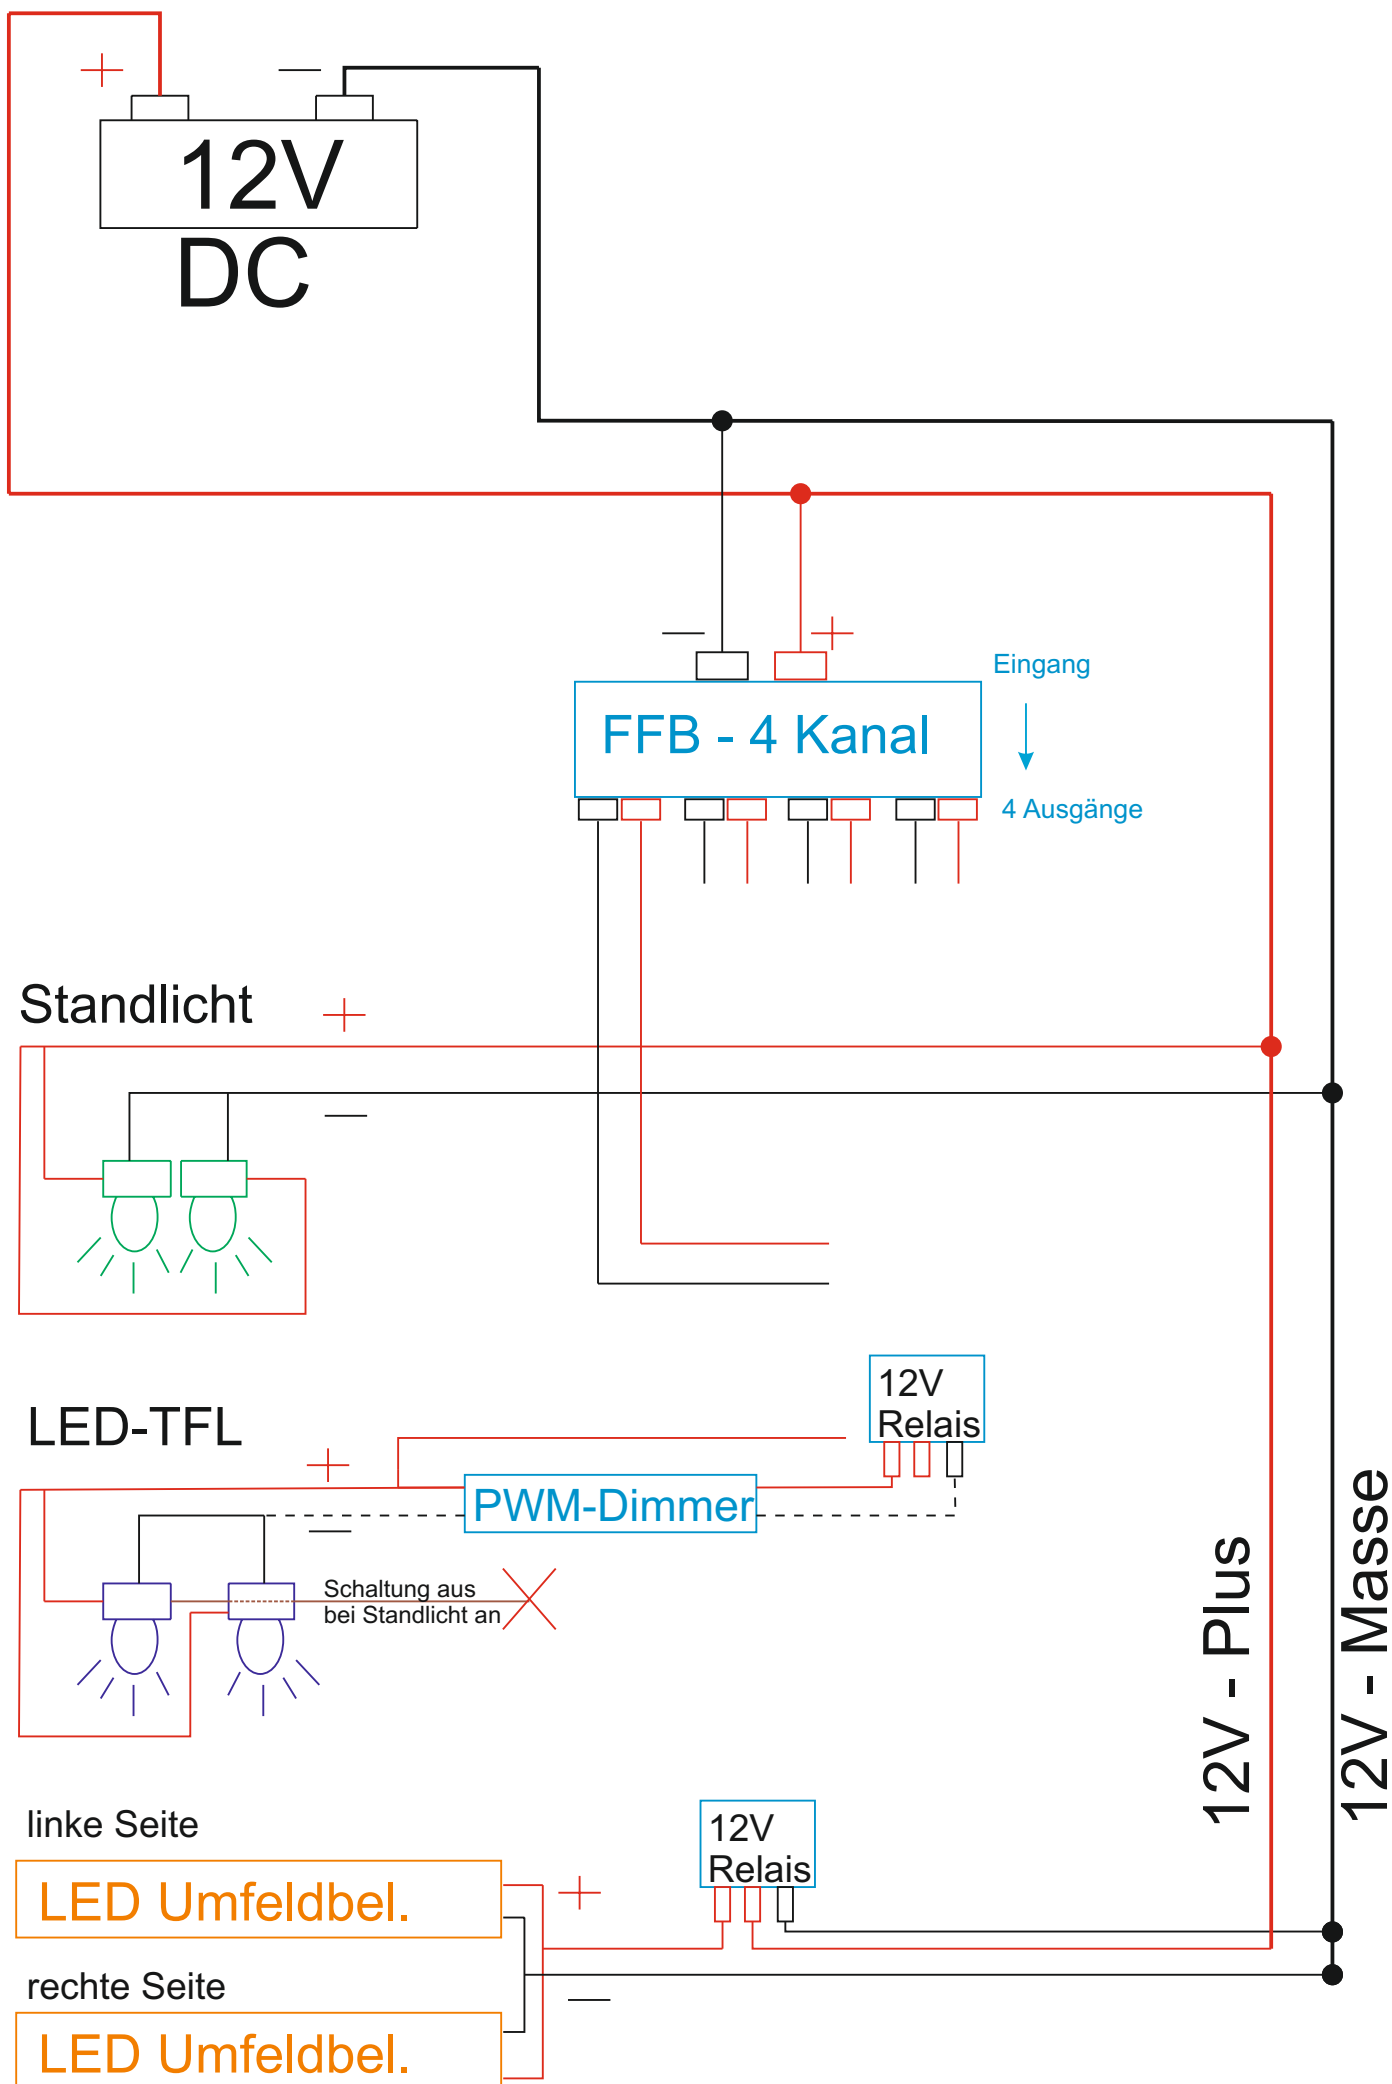 12V
DC
Eingang
FFB - 4 Kanal
4 Ausgänge
Standlicht
12V
Relais
LED-TFL
PWM-Dimmer
Schaltung aus
bei Standlicht an
12V - Plus
12V - Masse
linke Seite
12V
Relais
LED Umfeldbel.
rechte Seite
LED Umfeldbel.